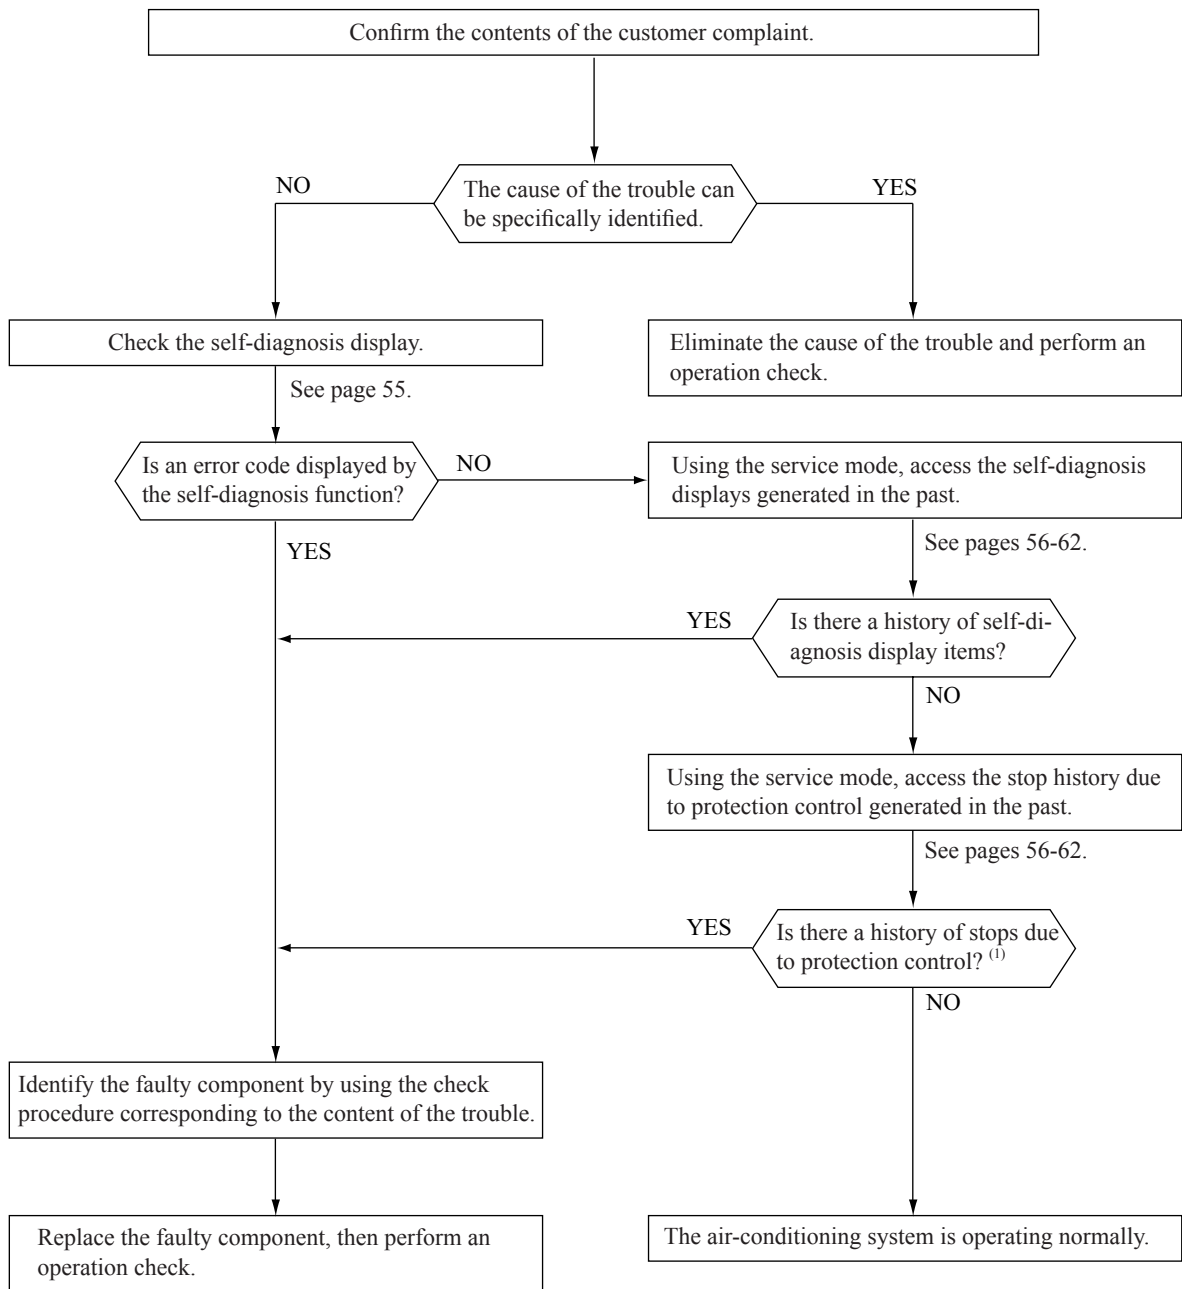 Confirm the contents of the customer complaint.
NO
The cause of the trouble can
be specifically identified.
YES
Check the self-diagnosis display.
Eliminate the cause of the trouble and perform an
operation check.
See page 55.
Is an error code displayed by
the self-diagnosis function?
NO
Using the service mode, access the self-diagnosis
displays generated in the past.
YES
See pages 56-62.
YES
Is there a history of self-di-
agnosis display items?
NO
Using the service mode, access the stop history due
to protection control generated in the past.
See pages 56-62.
YES
Is there a history of stops due
to protection control? (1)
NO
Identify the faulty component by using the check
procedure corresponding to the content of the trouble.
Replace the faulty component, then perform an
operation check.
The air-conditioning system is operating normally.